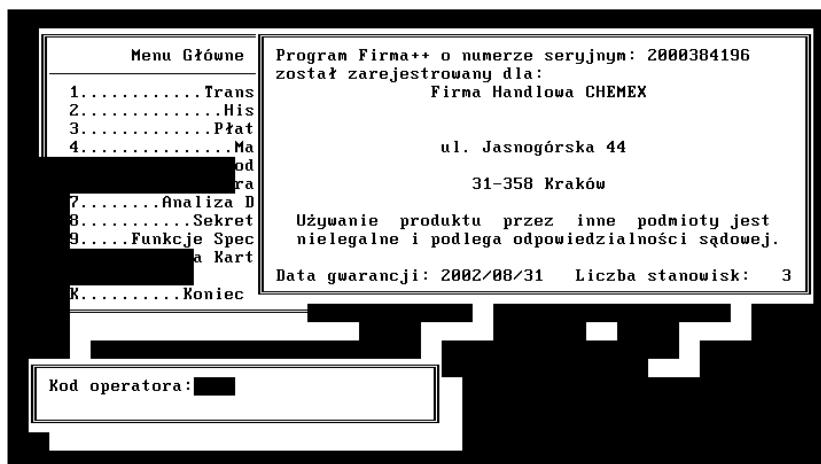 Menu Główne
1............Trans
2..............His
3.............Płat
4...............Ma
od
ra
7........Analiza D
8...........Sekret
9.....Funkcje Spec
a Kart
K..........Koniec
Program Firma++ o numerze seryjnym: 2000384196
został zarejestrowany dla:
Firma Handlowa CHEMEX
ul. Jasnogórska 44
31-358 Kraków
Używanie produktu przez inne podmioty jest
nielegalne i podlega odpowiedzialności sądowej.
Data gwarancji: 2002/08/31 Liczba stanowisk: 3
Kod operatora: